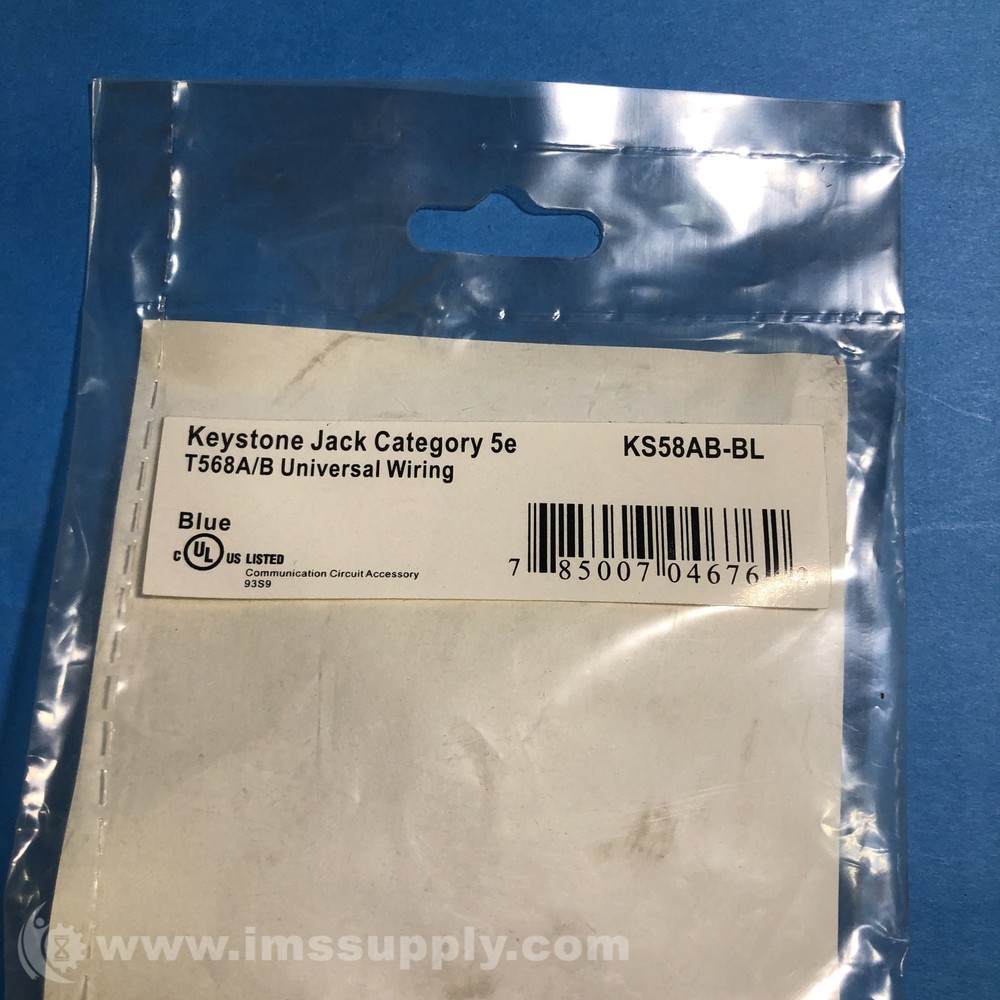 Keystone Jack Category 5e
KS58AB-BL
T568A/B Universal Wiring
Blue
C UL US LISTED
Communication Circuit Accessory
93S9
7 85007 04676
www.imssupply.com